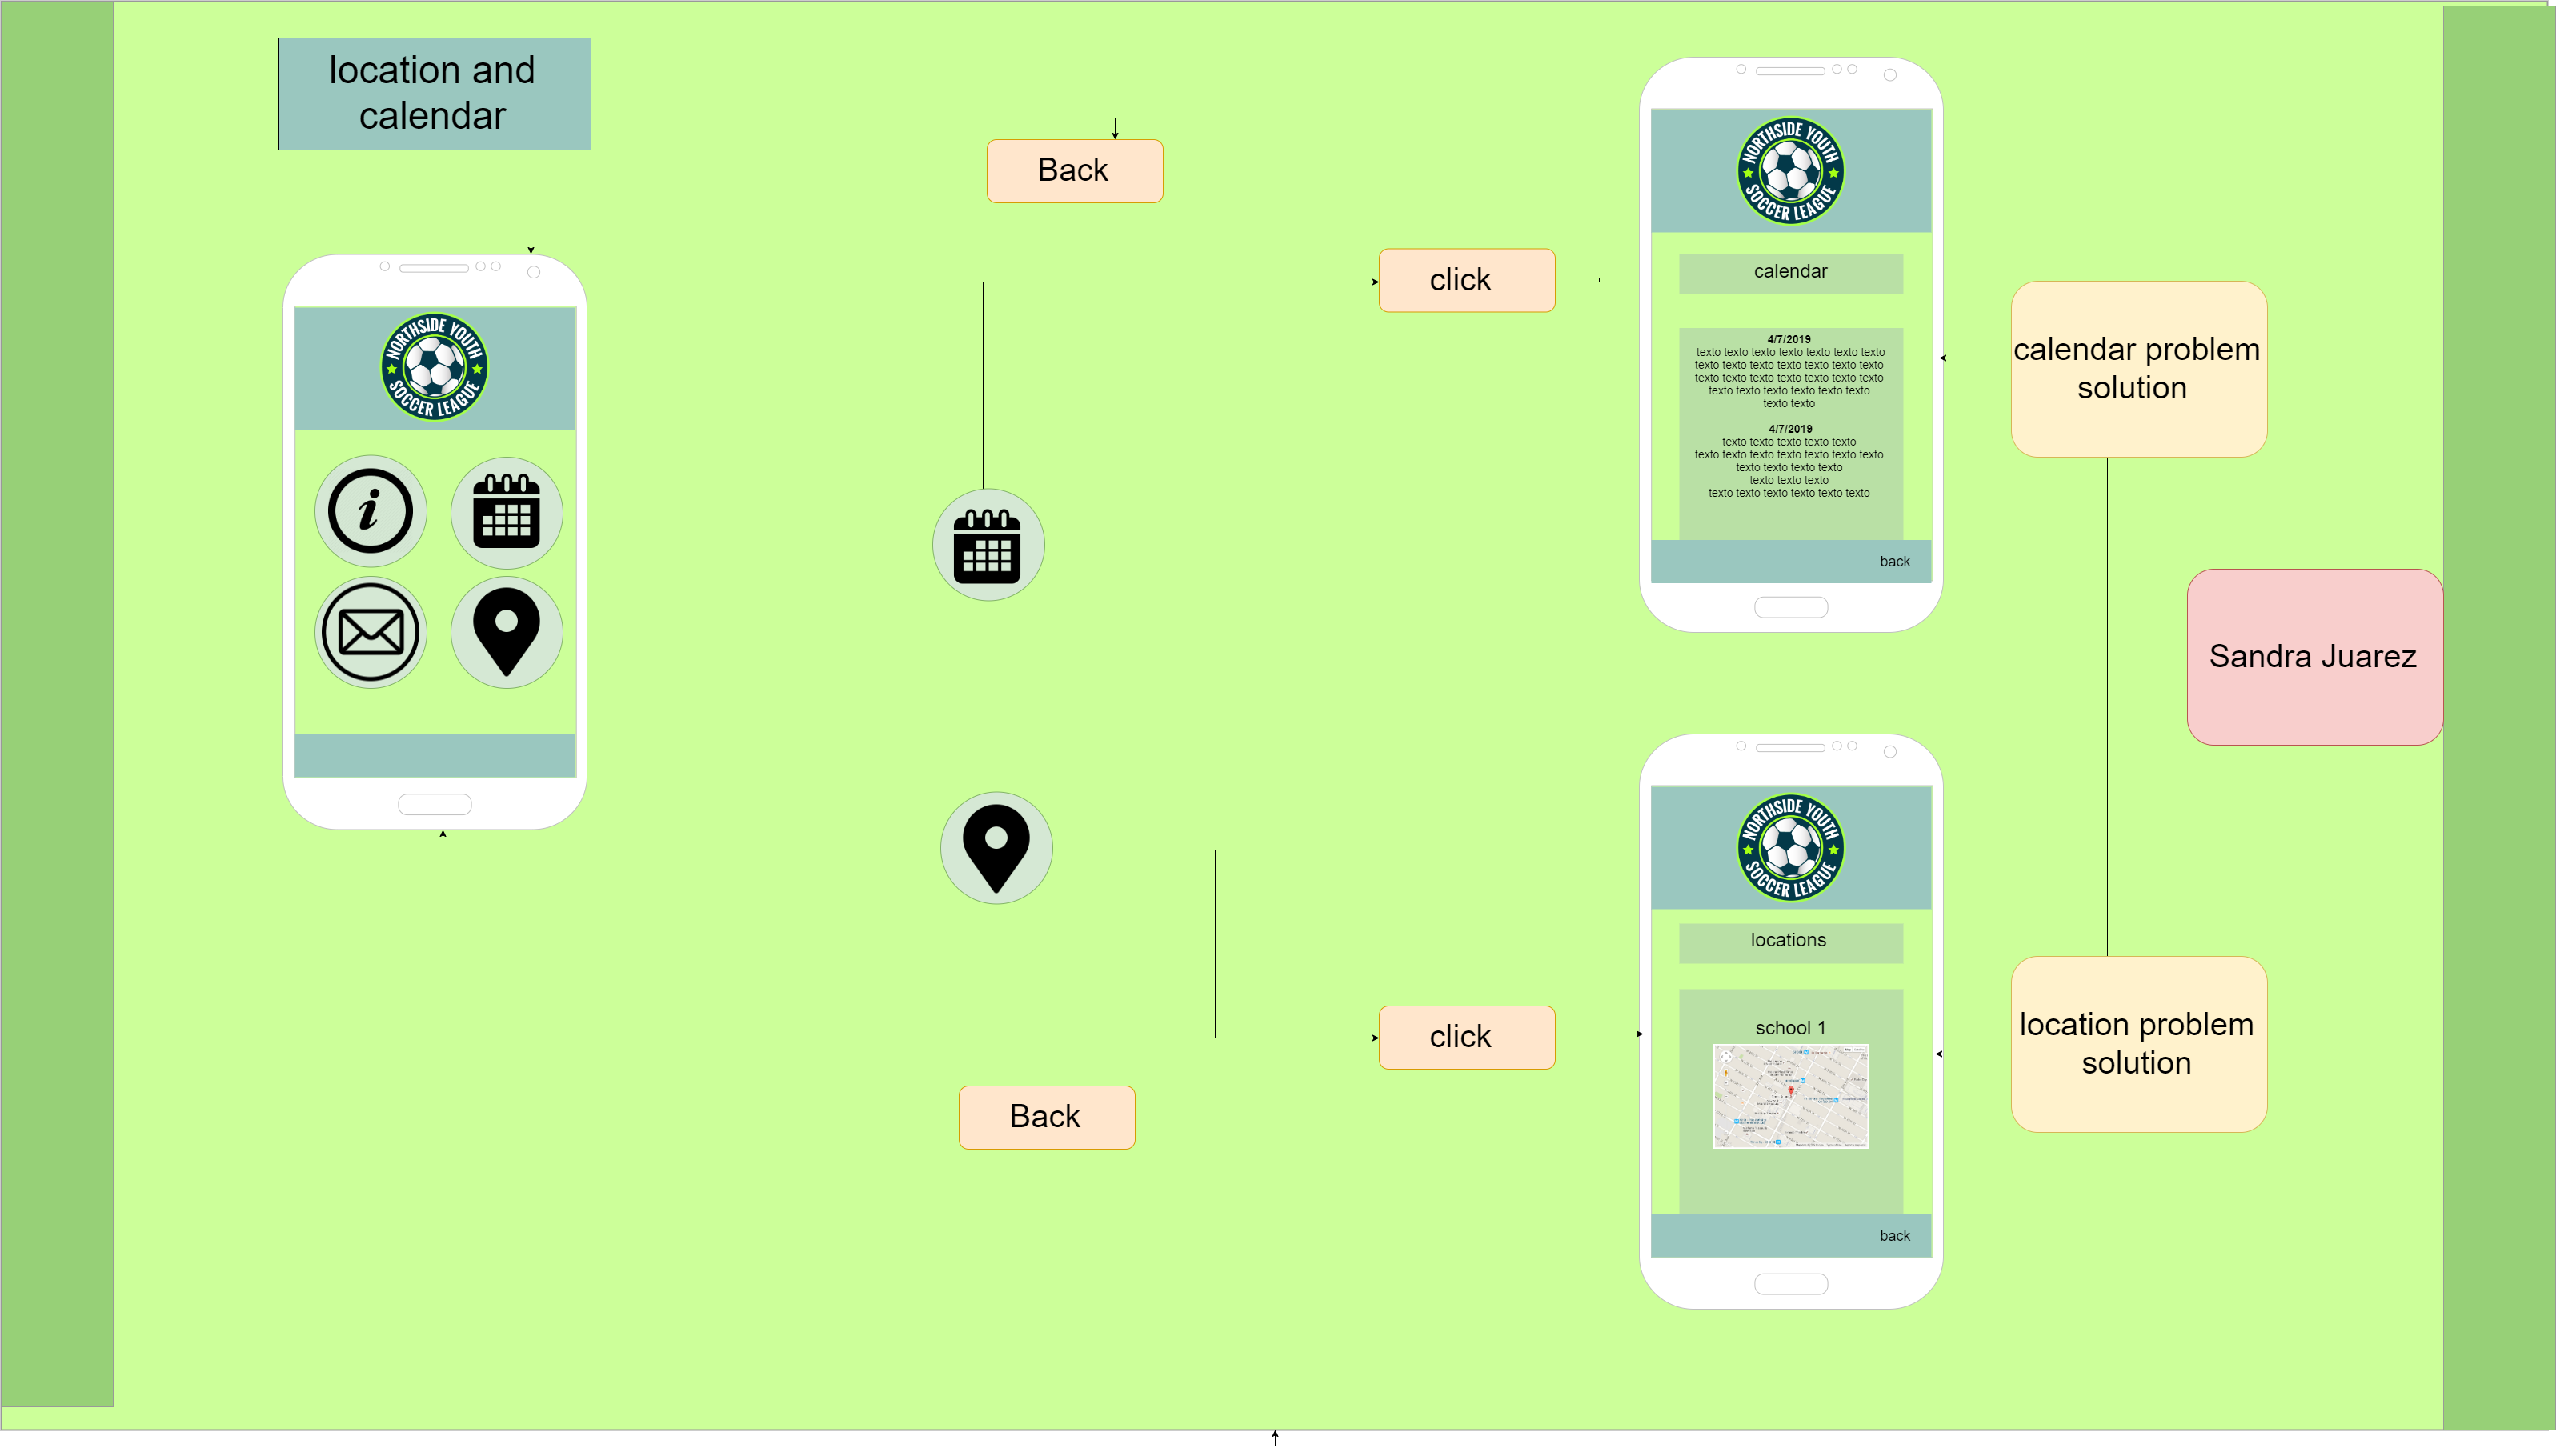 location and
calendar
Back
click
NORTHSIDE YOUTH
SOCCER LEAGUE
calendar
4/7/2019
texto texto texto texto texto texto texto
texto texto texto texto texto texto texto
texto texto texto texto texto texto texto
texto texto texto texto texto texto
texto texto
4/7/2019
texto texto texto texto texto
texto texto texto texto texto texto texto
texto texto texto texto
texto texto texto
texto texto texto texto texto texto
back
calendar problem
solution
NORTHSIDE YOUTH
SOCCER LEAGUE
i
Sandra Juarez
NORTHSIDE YOUTH
SOCCER LEAGUE
locations
school 1
back
click
Back
location problem
solution